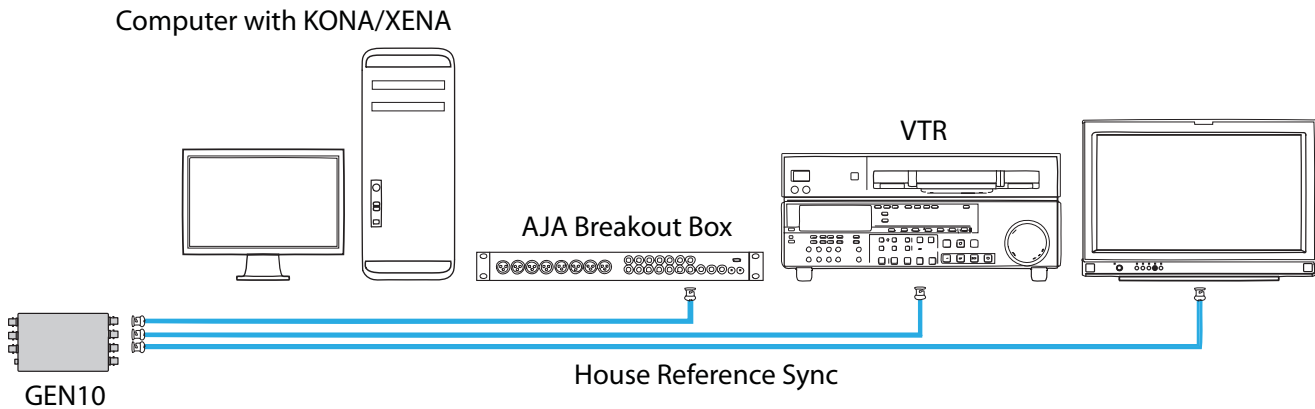 Computer with KONA/XENA
VTR
AJA Breakout Box
House Reference Sync
GEN10